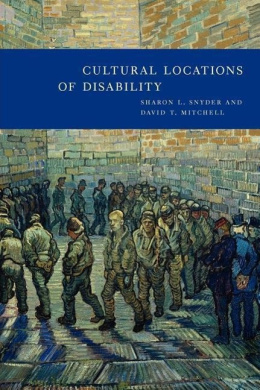 CULTURAL LOCATIONS
OF DISABILITY
SHARON L. SNYDER AND
DAVID T. MITCHELL